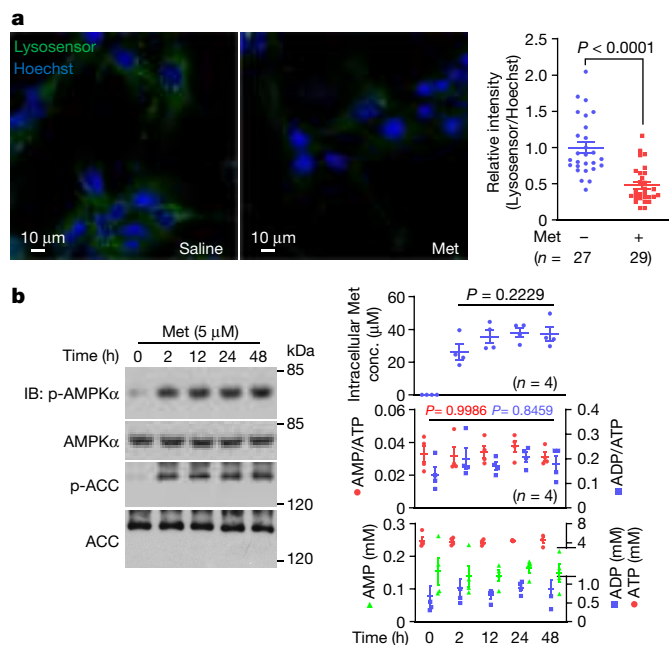 a
Lysosensor
Hoechst
10 μm
Saline
10 μm
Met
Relative intensity
(Lysosensor/Hoechst)
2.5
2.0
1.5
1.0
0.5
0
P < 0.0001
Met − +
(n = 27 29)
b
Met (5 μM)
Time (h) 0 2 12 24 48 kDa
85
IB: p-AMPKα
85
AMPKα
p-ACC
120
ACC
120
Intracellular Met
conc. (μM)
60
40
20
0
P = 0.2229
(n = 4)
AMP/ATP
0.06
0.04
0.02
0
P = 0.9986 P = 0.8459
(n = 4)
0.4
0.3
0.2
0.1
0
ADP/ATP
AMP (mM)
0.3
0.2
0.1
0
8
4
1.0
0.5
0
ADP (mM)
ATP (mM)
Time (h) 0 2 12 24 48